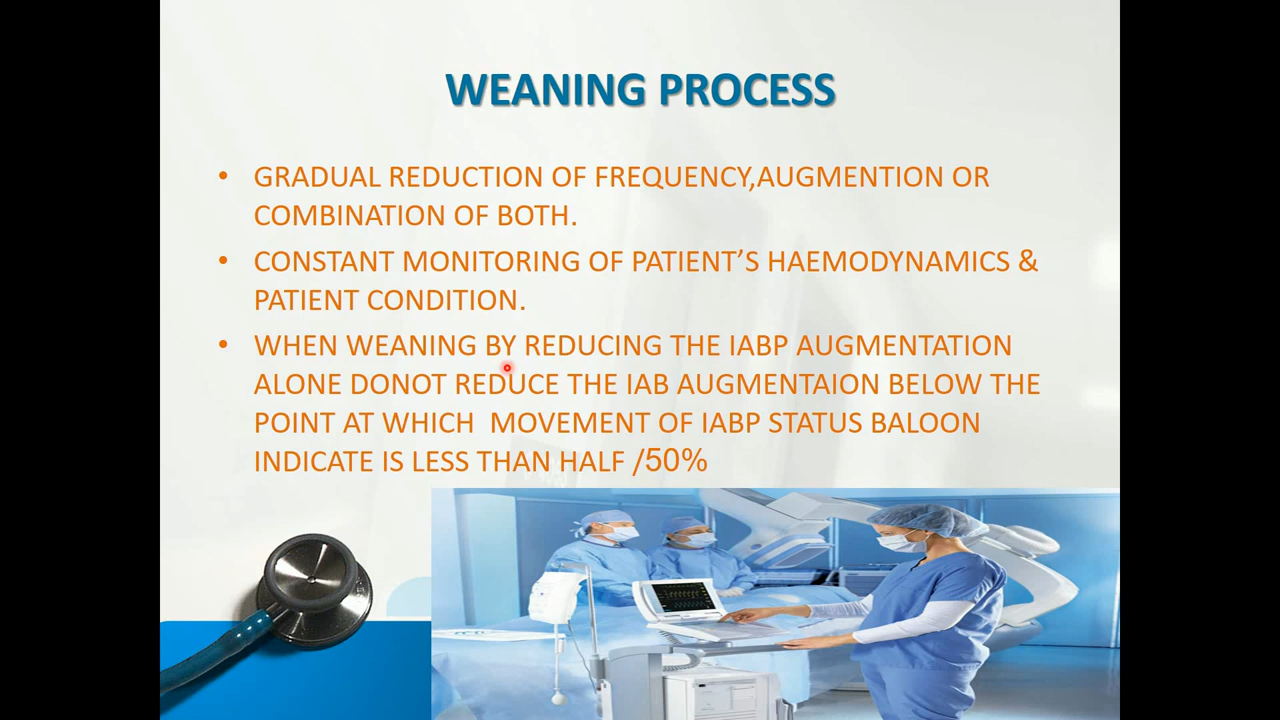 WEANING PROCESS
• GRADUAL REDUCTION OF FREQUENCY,AUGMENTION OR
COMBINATION OF BOTH.
• CONSTANT MONITORING OF PATIENT’S HAEMODYNAMICS &
PATIENT CONDITION.
• WHEN WEANING BY REDUCING THE IABP AUGMENTATION
ALONE DONOT REDUCE THE IAB AUGMENTAION BELOW THE
POINT AT WHICH  MOVEMENT OF IABP STATUS BALOON
INDICATE IS LESS THAN HALF /50%